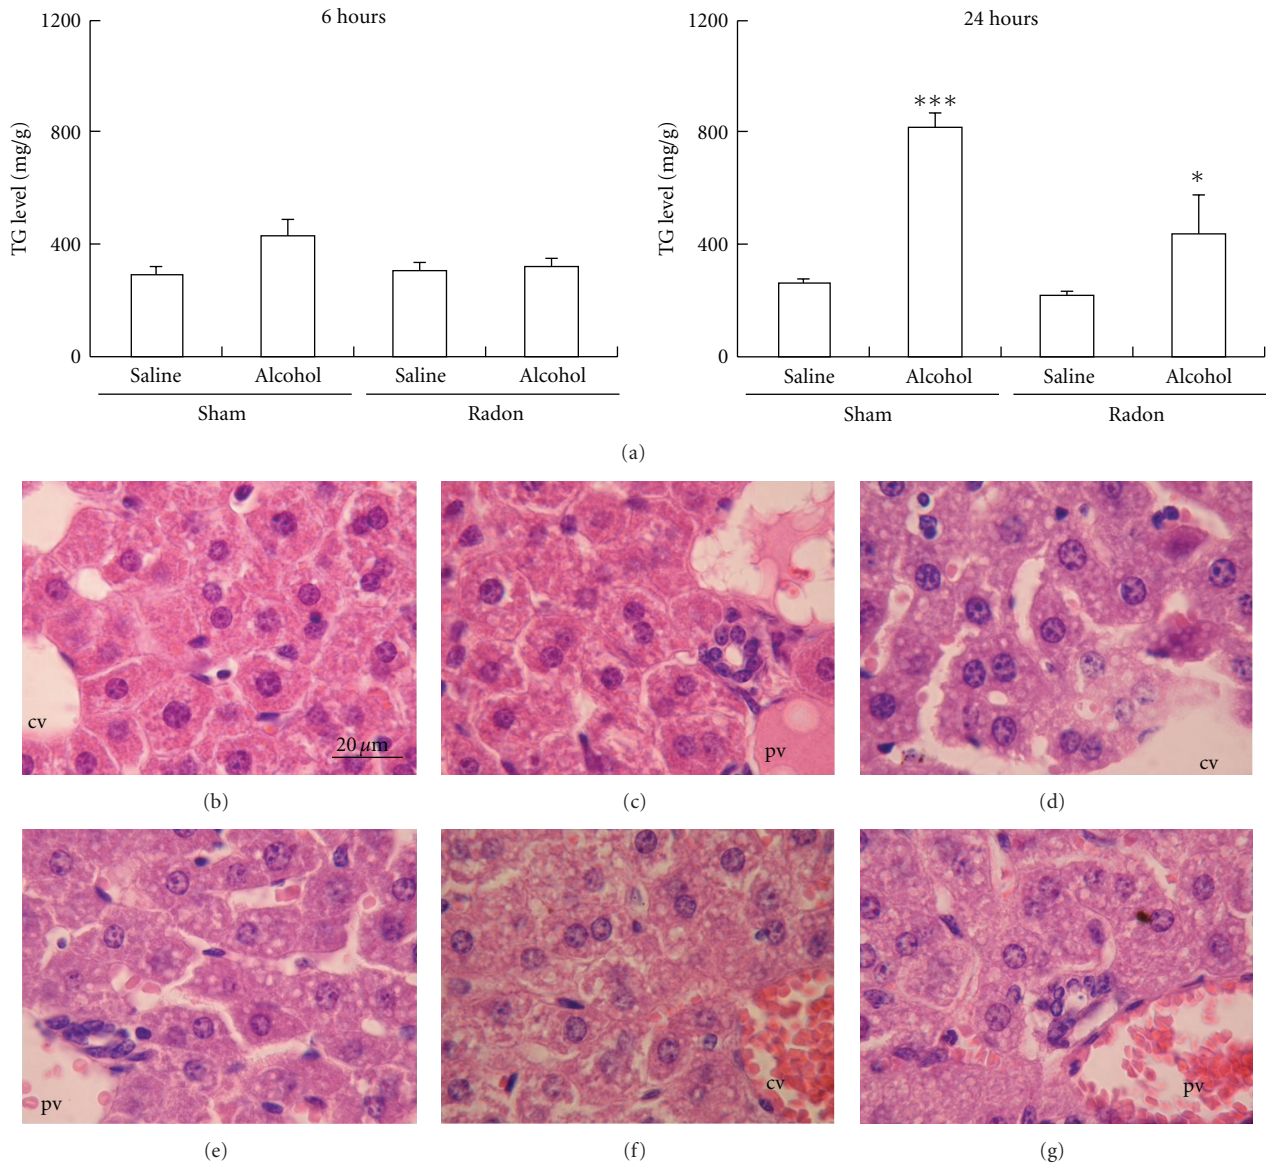 6 hours
1200
800
400
0
TG level (mg/g)
Saline Alcohol Saline Alcohol
Sham Radon
24 hours
1200
800
400
0
TG level (mg/g)
***
*
Saline Alcohol Saline Alcohol
Sham Radon
(a)
cv
20 μm
pv
cv
(b) (c) (d)
pv
cv
pv
(e) (f) (g)